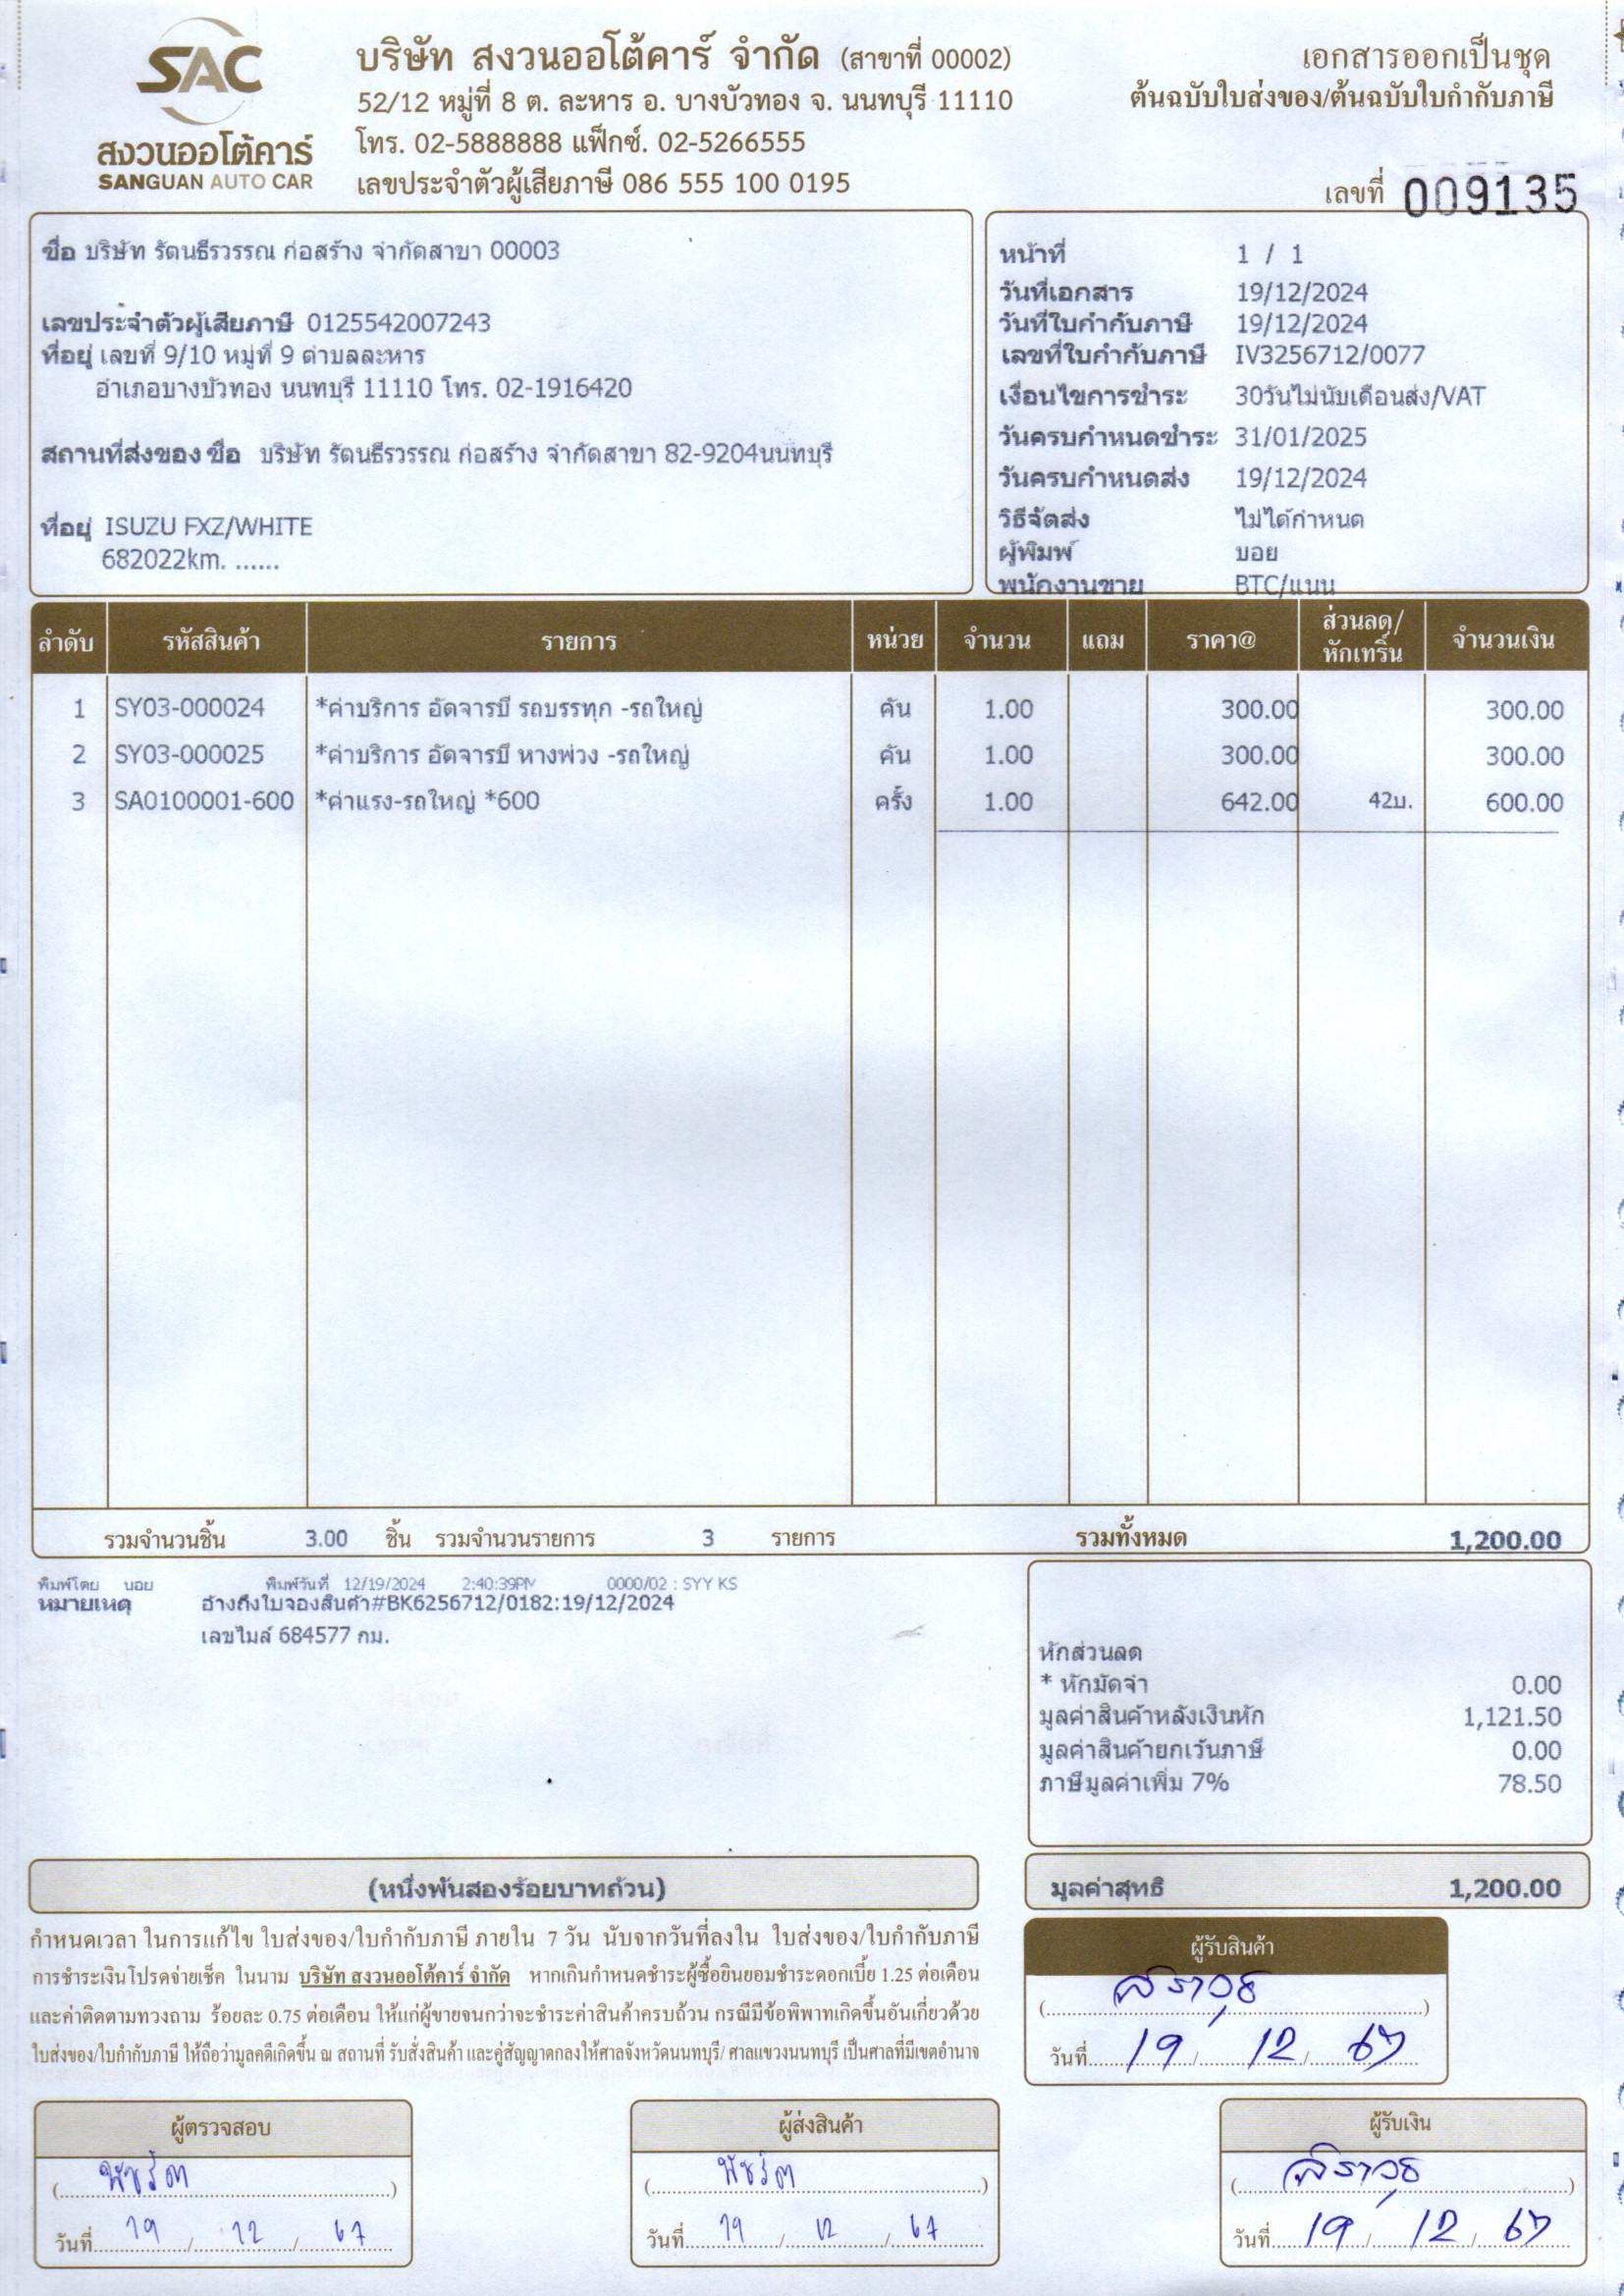 SAC
สงวนออโต้คาร์
SANGUAN AUTO CAR
บริษัท สงวนออโต้คาร์ จำกัด (สาขาที่ 00002)
52/12 หมู่ที่ 8 ต. ละหาร อ. บางบัวทอง จ. นนทบุรี 11110
โทร. 02-5888888 แฟ็กซ์. 02-5266555
เลขประจำตัวผู้เสียภาษี 086 555 100 0195
เอกสารออกเป็นชุด
ต้นฉบับใบส่งของ/ต้นฉบับใบกำกับภาษี
เลขที่ 009135
ชื่อ บริษัท รัตนธีรวรรณ ก่อสร้าง จำกัดสาขา 00003
เลขประจำตัวผู้เสียภาษี 0125542007243
ที่อยู่ เลขที่ 9/10 หมู่ที่ 9 ตำบลละหาร
อำเภอบางบัวทอง นนทบุรี 11110 โทร. 02-1916420
สถานที่ส่งของ ชื่อ บริษัท รัตนธีรวรรณ ก่อสร้าง จำกัดสาขา 82-9204นนทบุรี
ที่อยู่ ISUZU FXZ/WHITE
682022km. ......
หน้าที่ 1 / 1
วันที่เอกสาร 19/12/2024
วันที่ใบกำกับภาษี 19/12/2024
เลขที่ใบกำกับภาษี IV3256712/0077
เงื่อนไขการชำระ 30วันไม่นับเดือนส่ง/VAT
วันครบกำหนดชำระ 31/01/2025
วันครบกำหนดส่ง 19/12/2024
วิธีจัดส่ง ไม่ได้กำหนด
ผู้พิมพ์ บอย
พนักงานขาย BTC/แนน
ลำดับ รหัสสินค้า รายการ หน่วย จำนวน แถม ราคา@ ส่วนลด/หักเทริ์น จำนวนเงิน
1 SY03-000024 *ค่าบริการ อัดจารบี รถบรรทุก -รถใหญ่ คัน 1.00 300.00 300.00
2 SY03-000025 *ค่าบริการ อัดจารบี หางพ่วง -รถใหญ่ คัน 1.00 300.00 300.00
3 SA0100001-600 *ค่าแรง-รถใหญ่ *600 ครั้ง 1.00 642.00 42บ. 600.00
รวมจำนวนชิ้น 3.00 ชิ้น รวมจำนวนรายการ 3 รายการ รวมทั้งหมด 1,200.00
พิมพ์โดย บอย พิมพ์วันที่ 12/19/2024 2:40:39PM 0000/02 : SYY KS
หมายเหตุ อ้างถึงใบจองสินค้า#BK6256712/0182:19/12/2024
เลขไมล์ 684577 กม.
หักส่วนลด
* หักมัดจำ 0.00
มูลค่าสินค้าหลังเงินหัก 1,121.50
มูลค่าสินค้ายกเว้นภาษี 0.00
ภาษีมูลค่าเพิ่ม 7% 78.50
(หนึ่งพันสองร้อยบาทถ้วน)
มูลค่าสุทธิ 1,200.00
กำหนดเวลา ในการแก้ไข ใบส่งของ/ใบกำกับภาษี ภายใน 7 วัน นับจากวันที่ลงใน ใบส่งของ/ใบกำกับภาษี
การชำระเงินโปรดจ่ายเช็ค ในนาม บริษัท สงวนออโต้คาร์ จำกัด หากเกินกำหนดชำระผู้ซื้อยินยอมชำระดอกเบี้ย 1.25 ต่อเดือน
และค่าติดตามทวงถาม ร้อยละ 0.75 ต่อเดือน ให้แก่ผู้ขายจนกว่าจะชำระค่าสินค้าครบถ้วน กรณีมีข้อพิพาทเกิดขึ้นอันเกี่ยวด้วย
ใบส่งของ/ใบกำกับภาษี ให้ถือว่ามูลคดีเกิดขึ้น ณ สถานที่ รับสั่งสินค้า และคู่สัญญาตกลงให้ศาลจังหวัดนนทบุรี/ ศาลแขวงนนทบุรี เป็นศาลที่มีเขตอำนาจ
ผู้รับสินค้า
วันที่ 19 / 12 / 67
ผู้ตรวจสอบ
วันที่ 19 / 12 / 67
ผู้ส่งสินค้า
วันที่ 19 / 12 / 67
ผู้รับเงิน
วันที่ 19 / 12 / 67